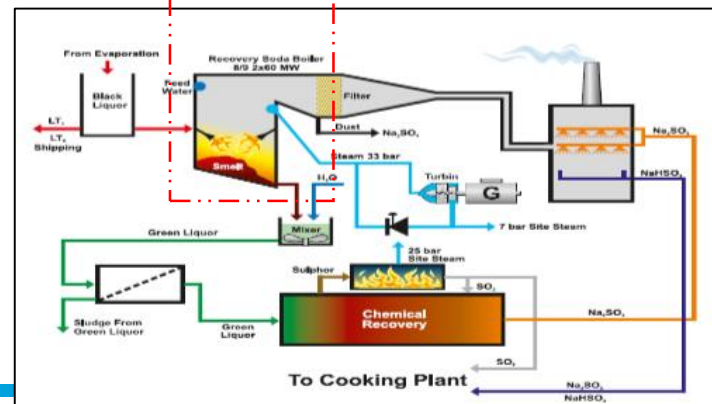 From Evaporation
Recovery Soda Boiler
8/9 2x60 MW
Black
Liquor
Feed
Water
Filter
LT,
LT,
Shipping
Dust
Na₂SO₄
Na₂SO₃
NaHSO₃
Smelt
Steam 33 bar
H₂O
Turbin
G
Mixer
7 bar Site Steam
Green Liquor
25 bar
Site Steam
Sulphor
SO₂
Chemical
Recovery
Sludge From
Green Liquor
Green
Liquor
Na₂SO₃
SO₂
To Cooking Plant
Na₂SO₃
NaHSO₃